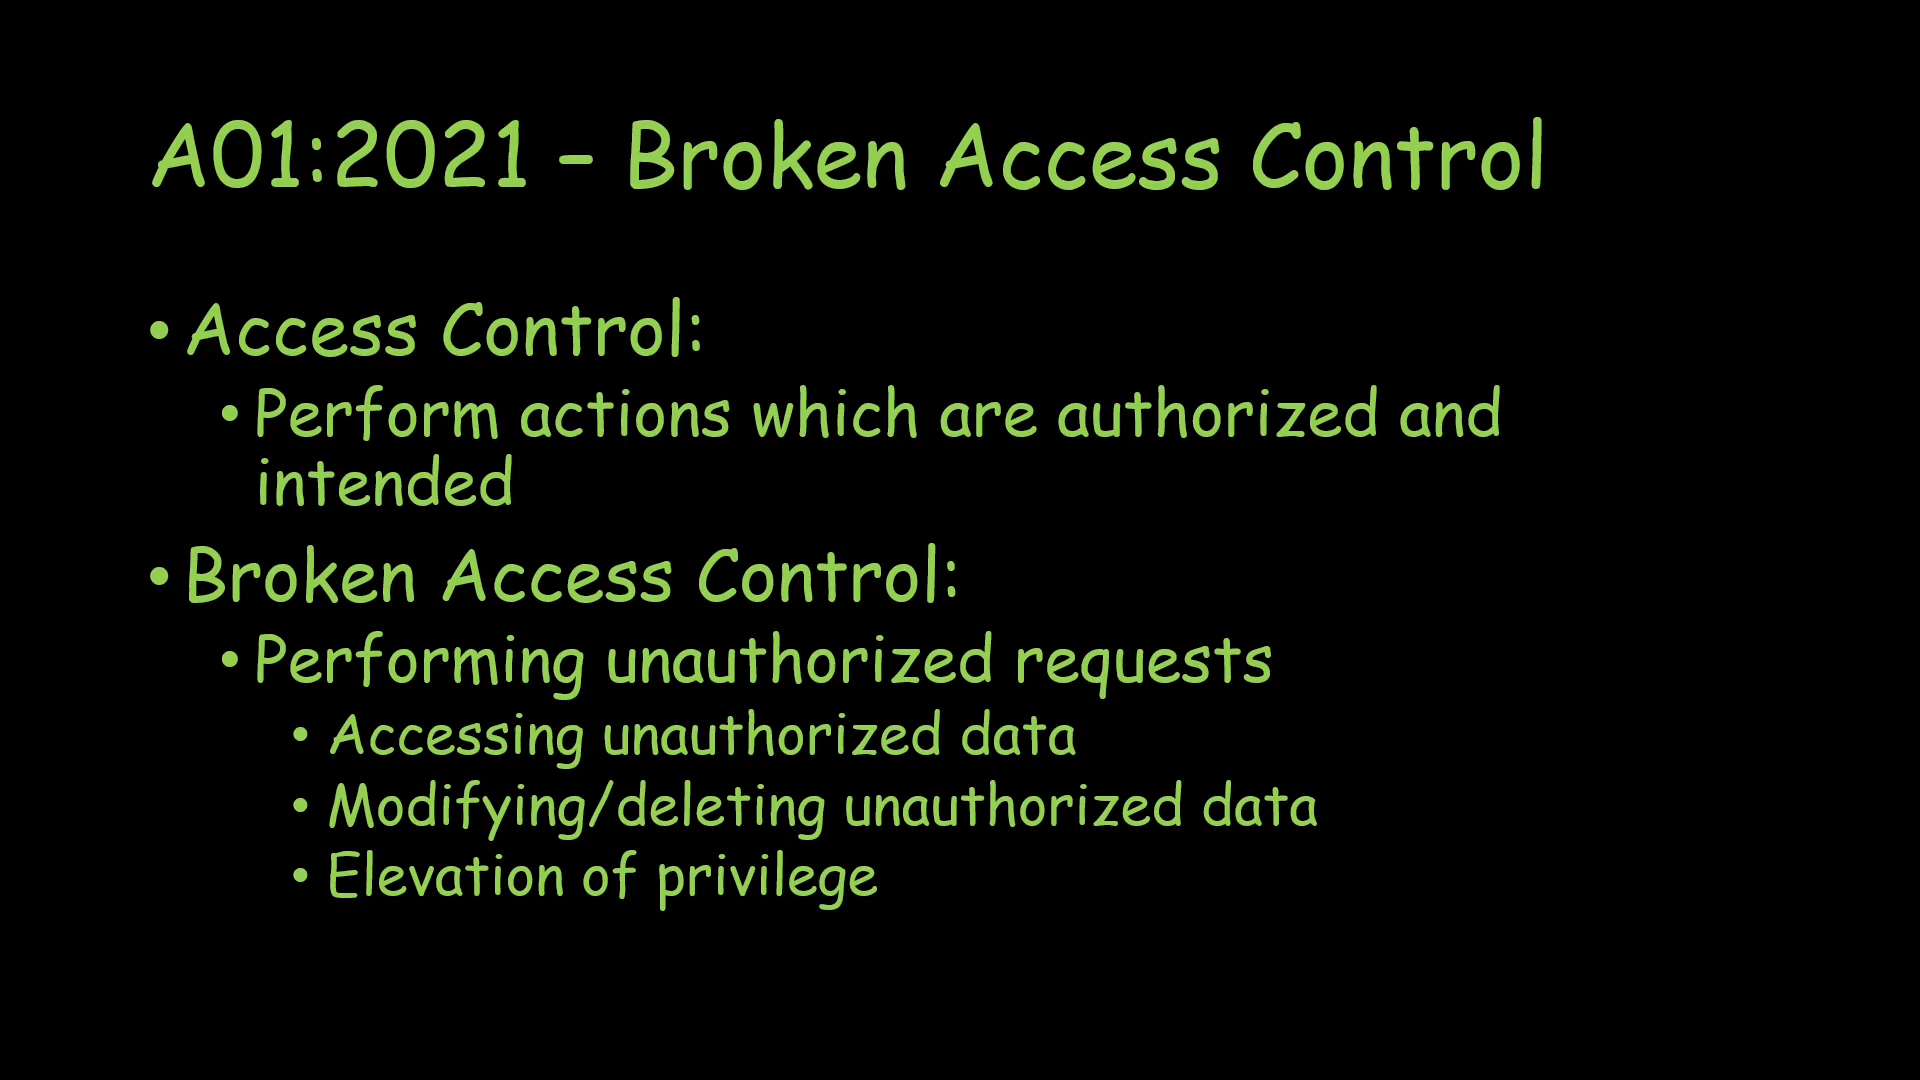 A01:2021 – Broken Access Control
• Access Control:
• Perform actions which are authorized and
intended
• Broken Access Control:
• Performing unauthorized requests
• Accessing unauthorized data
• Modifying/deleting unauthorized data
• Elevation of privilege